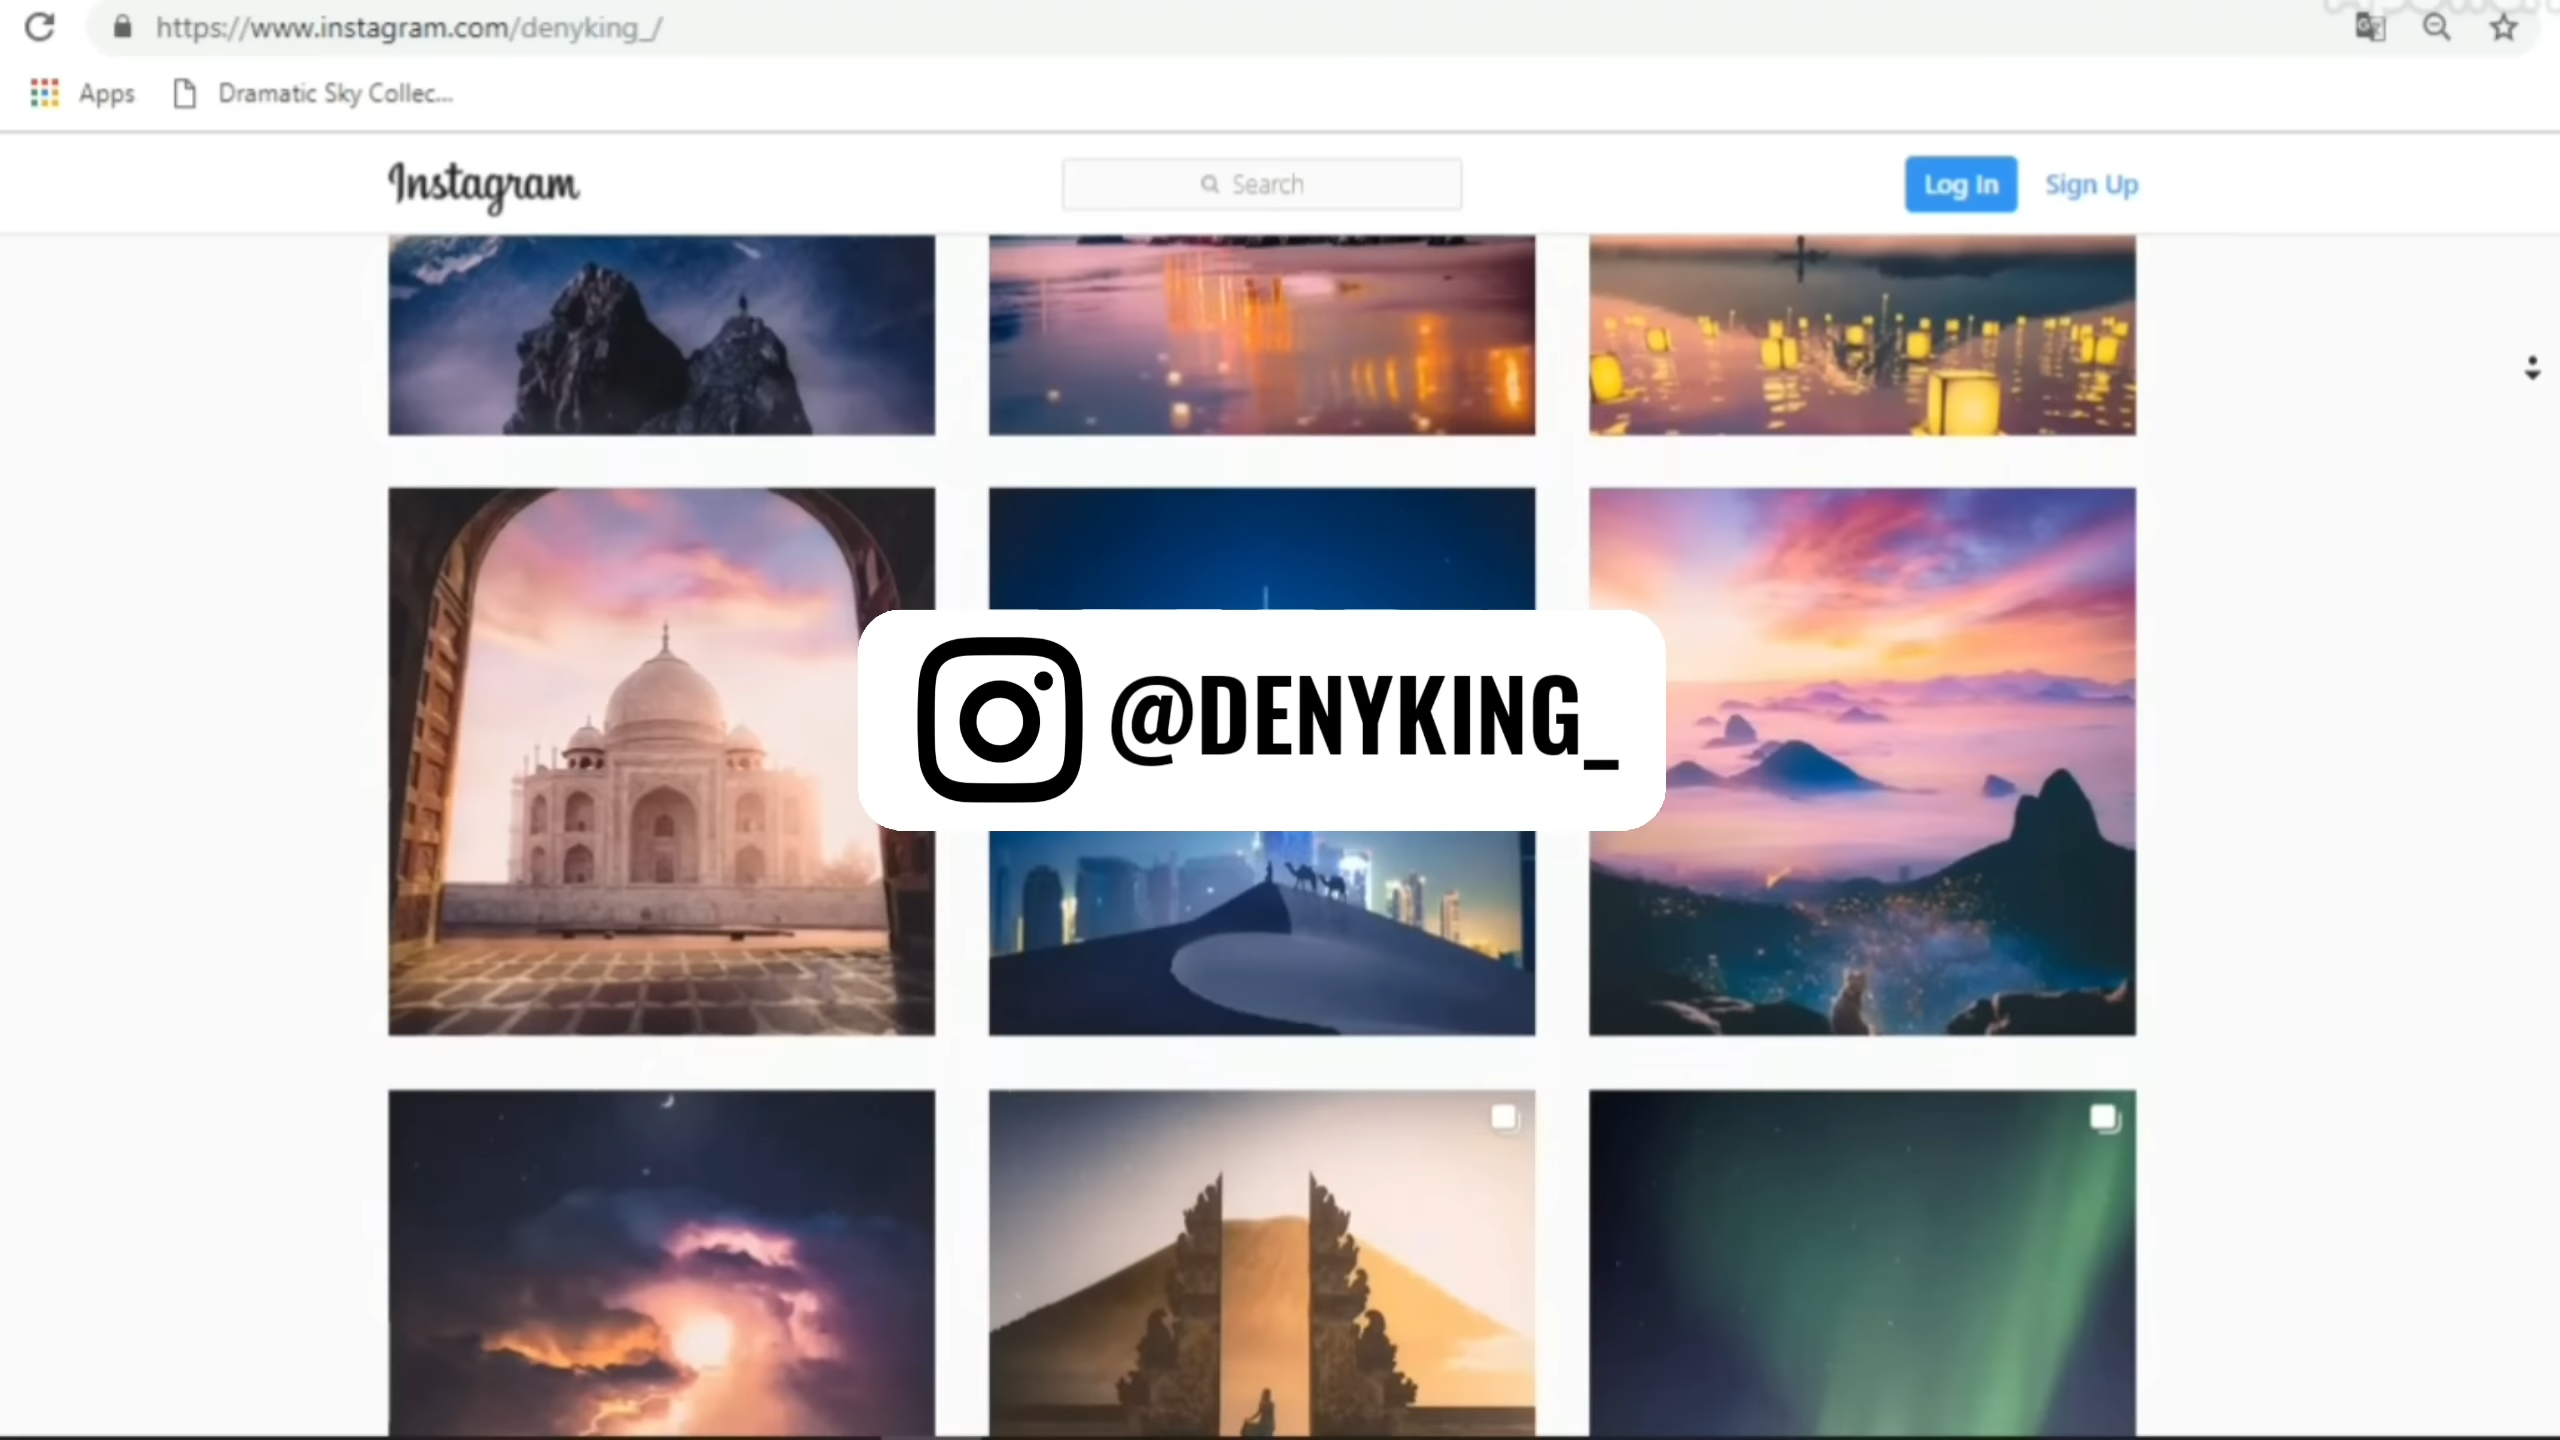 https://www.instagram.com/denyking_/
Apps
Dramatic Sky Collec...
Instagram
Search
Log In
Sign Up
@DENYKING_